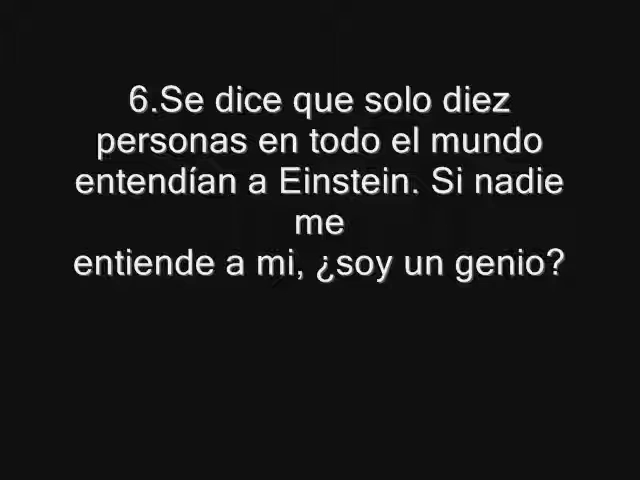 6.Se dice que solo diez
personas en todo el mundo
entendían a Einstein. Si nadie
me
entiende a mi, ¿soy un genio?